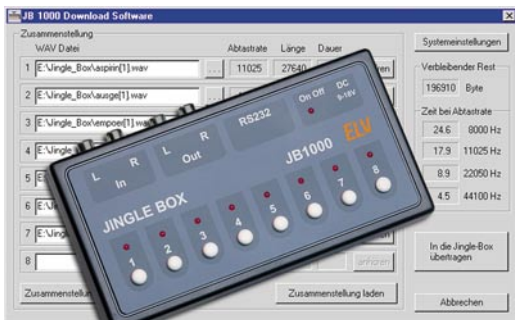 JB 1000 Download Software
Zusammenstellung
WAV Datei
Abtastrate Länge Dauer
1 E:\Jingle_Box\aspirin[1].wav ... 11025 27640
2 E:\Jingle_Box\ausge[1].wav
3 E:\Jingle_Box\
4 E:\Jingle
5
6 E:\
7 E:\Jing
8
anhören
Zusammenstellung laden
Systemeinstellungen
Verbleibender Rest
196910 Byte
Zeit bei Abtastrate
24.6 8000 Hz
17.9 11025 Hz
8.9 22050 Hz
4.5 44100 Hz
In die Jingle-Box
übertragen
Abbrechen
L R
In
L R
Out
RS232
On Off
DC
9-16V
JINGLE BOX
JB1000
ELV
1 2 3 4 5 6 7 8